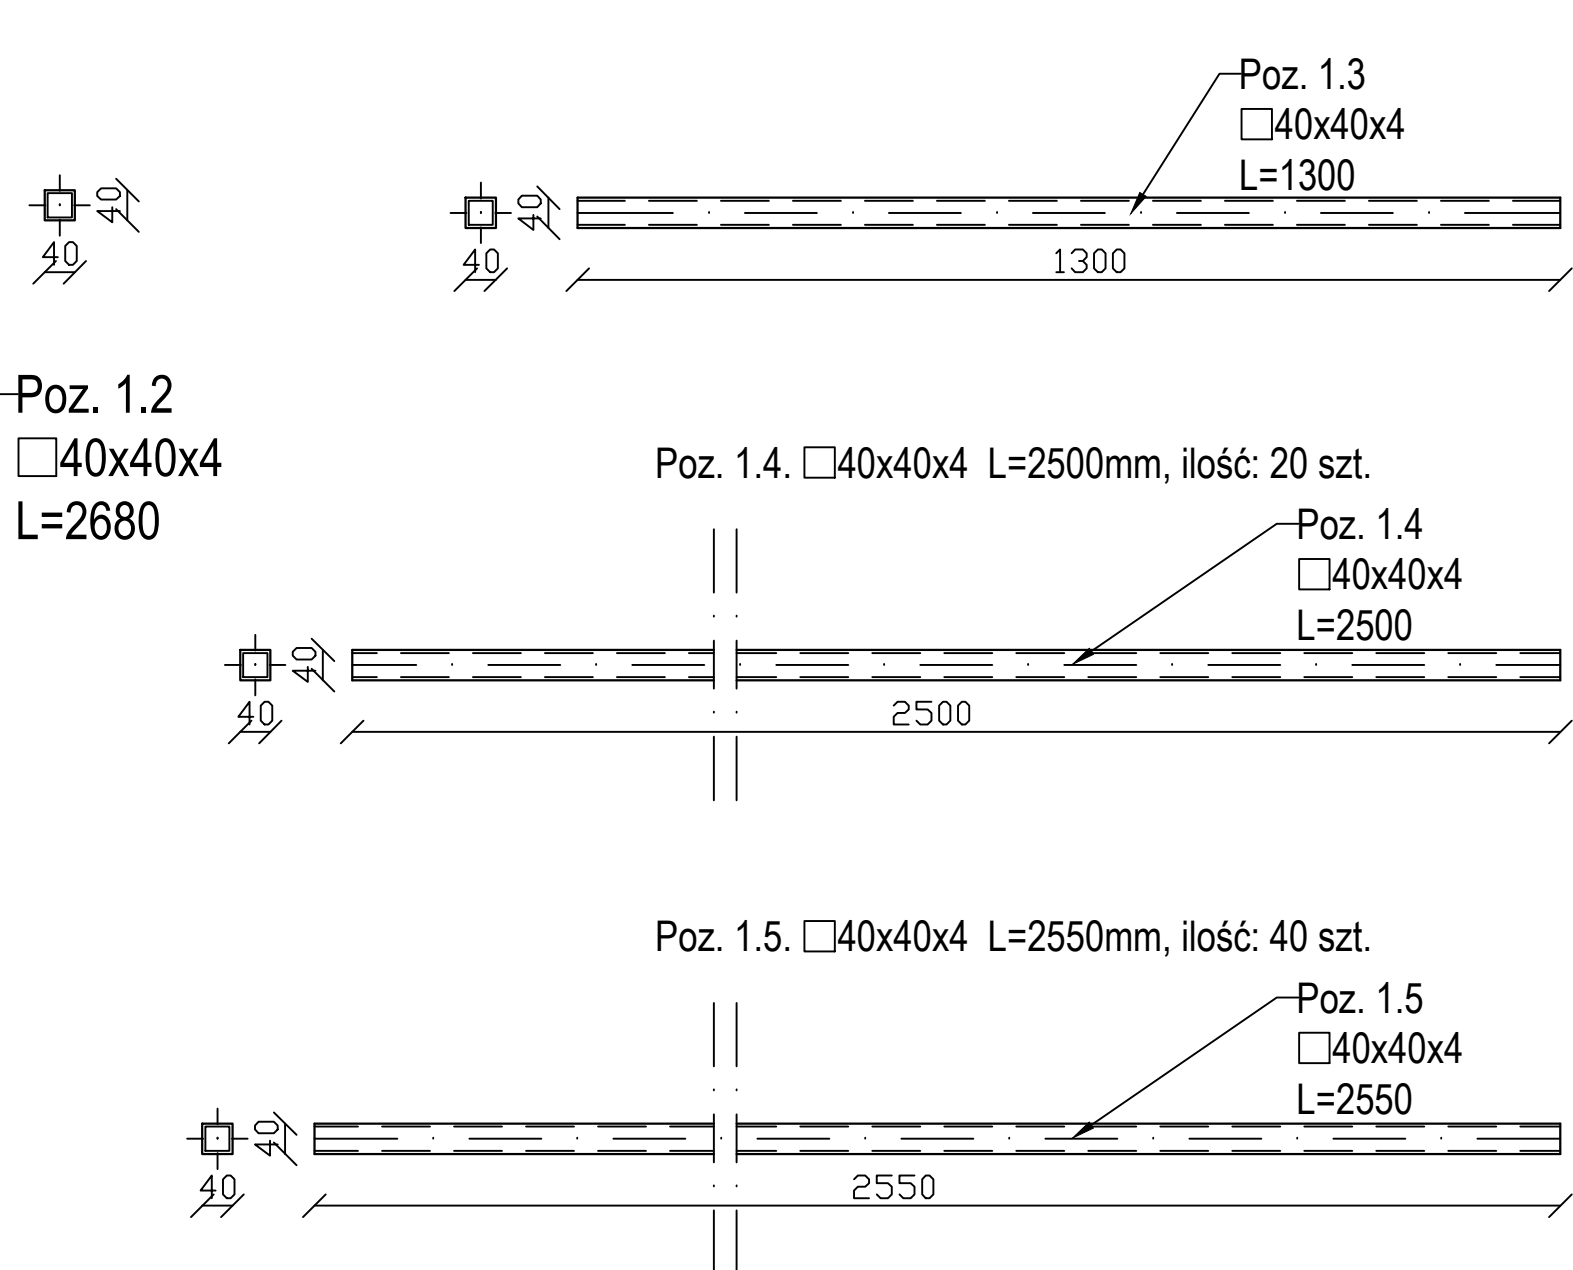 Poz. 1.3
□40x40x4
L=1300
40
40
40
40
1300
Poz. 1.2
□40x40x4
L=2680
Poz. 1.4. □40x40x4 L=2500mm, ilość: 20 szt.
Poz. 1.4
□40x40x4
L=2500
40
40
2500
Poz. 1.5. □40x40x4 L=2550mm, ilość: 40 szt.
Poz. 1.5
□40x40x4
L=2550
40
40
2550